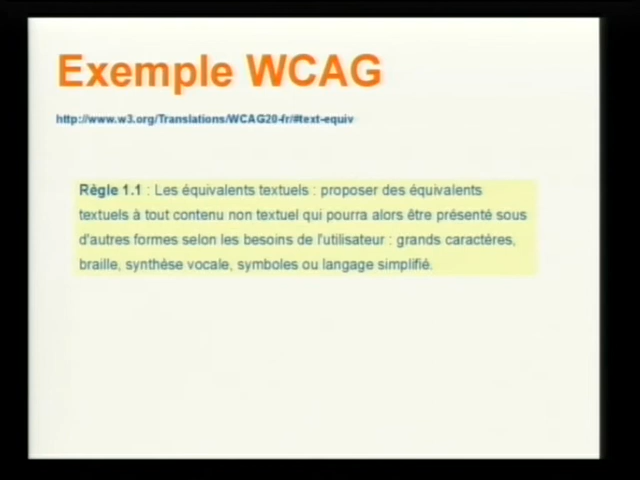 Exemple WCAG
http://www.w3.org/Translations/WCAG20-fr/#text-equiv
Règle 1.1 : Les équivalents textuels : proposer des équivalents
textuels à tout contenu non textuel qui pourra alors être présenté sous
d'autres formes selon les besoins de l'utilisateur : grands caractères,
braille, synthèse vocale, symboles ou langage simplifié.